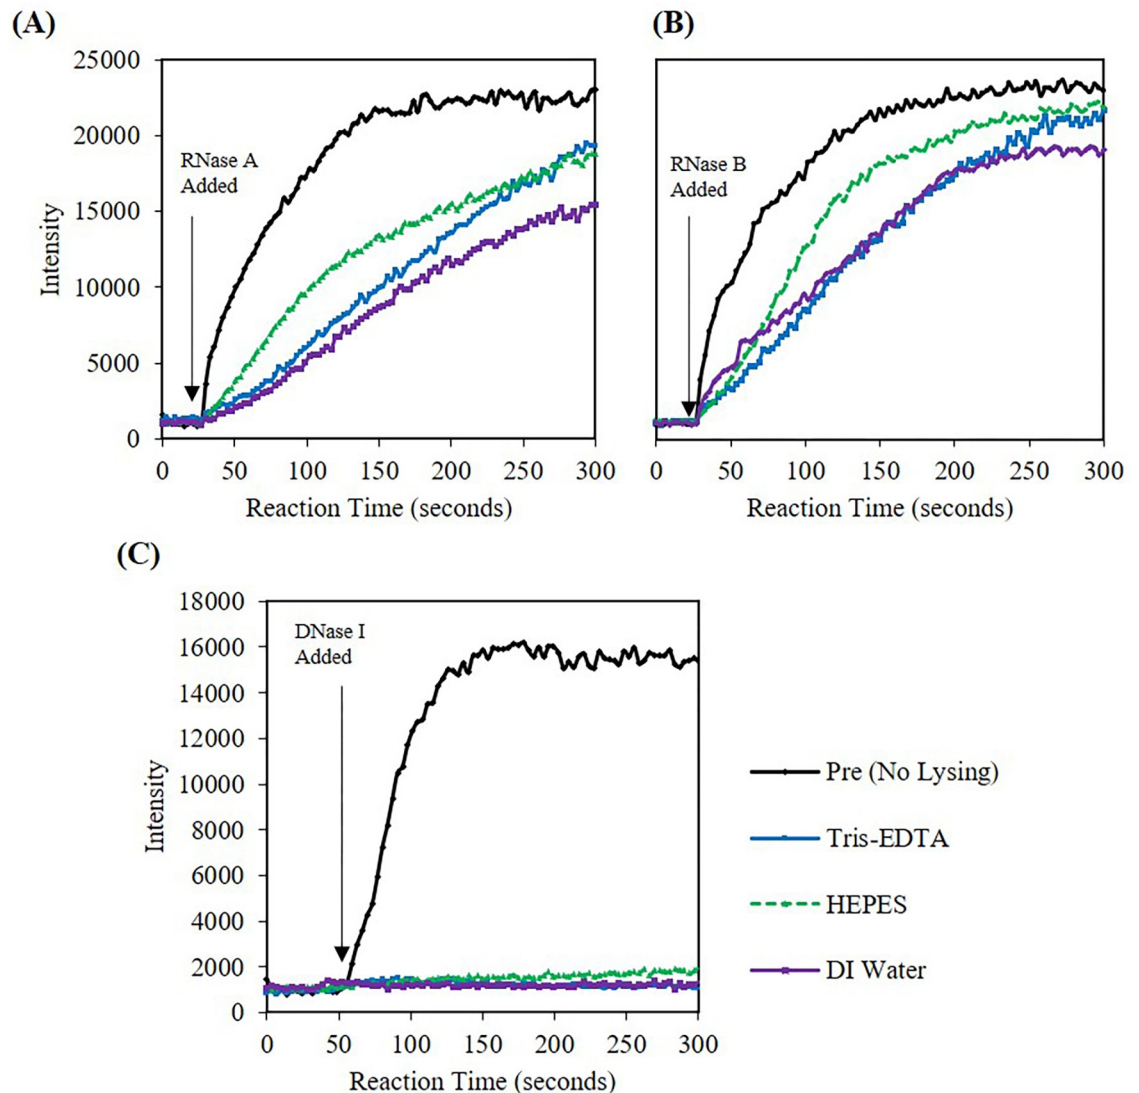 (A)
(B)
25000
20000
15000
10000
5000
0
Intensity
RNase A
Added
0 50 100 150 200 250 300
Reaction Time (seconds)
RNase B
Added
0 50 100 150 200 250 300
Reaction Time (seconds)
(C)
18000
16000
14000
12000
10000
8000
6000
4000
2000
0
Intensity
DNase I
Added
0 50 100 150 200 250 300
Reaction Time (seconds)
Pre (No Lysing)
Tris-EDTA
HEPES
DI Water